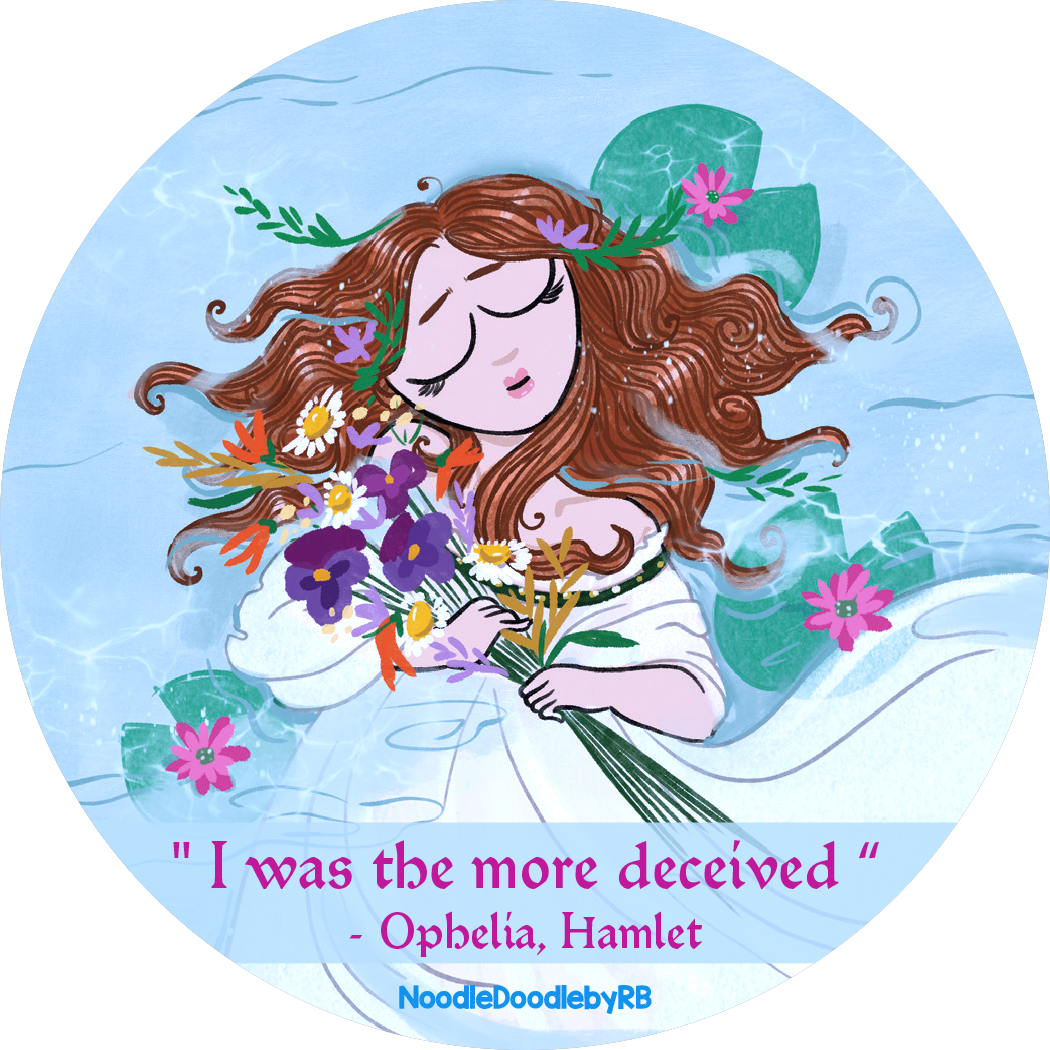 " I was the more deceived “
- Ophelia, Hamlet
NoodleDoodlebyRB